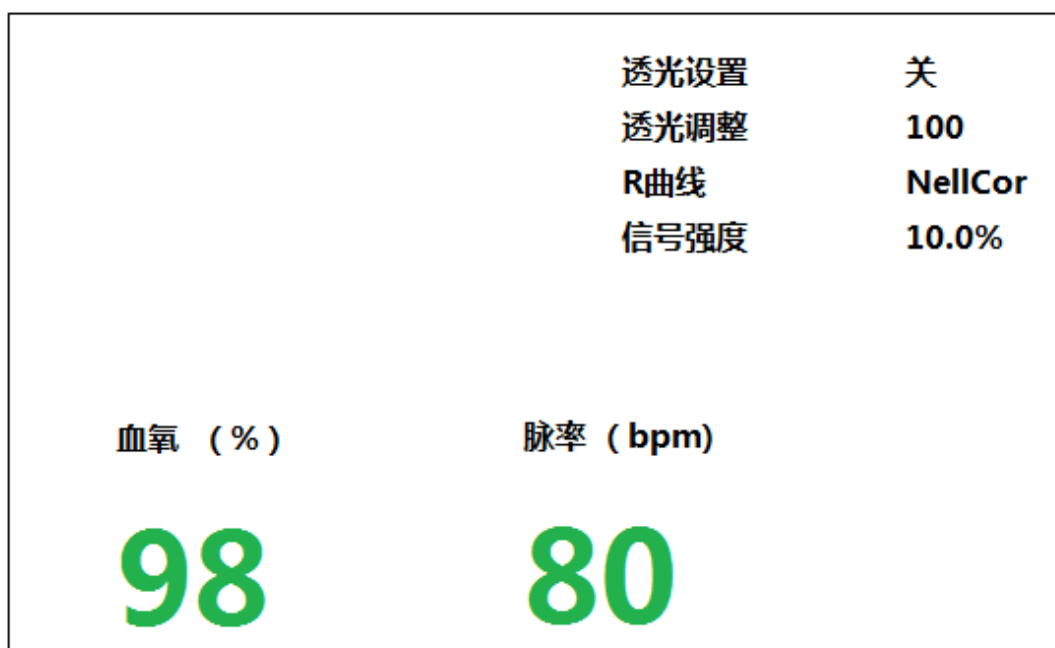 透光设置 关
透光调整 100
R曲线 NellCor
信号强度 10.0%
血氧 （%） 脉率（bpm)
98 80